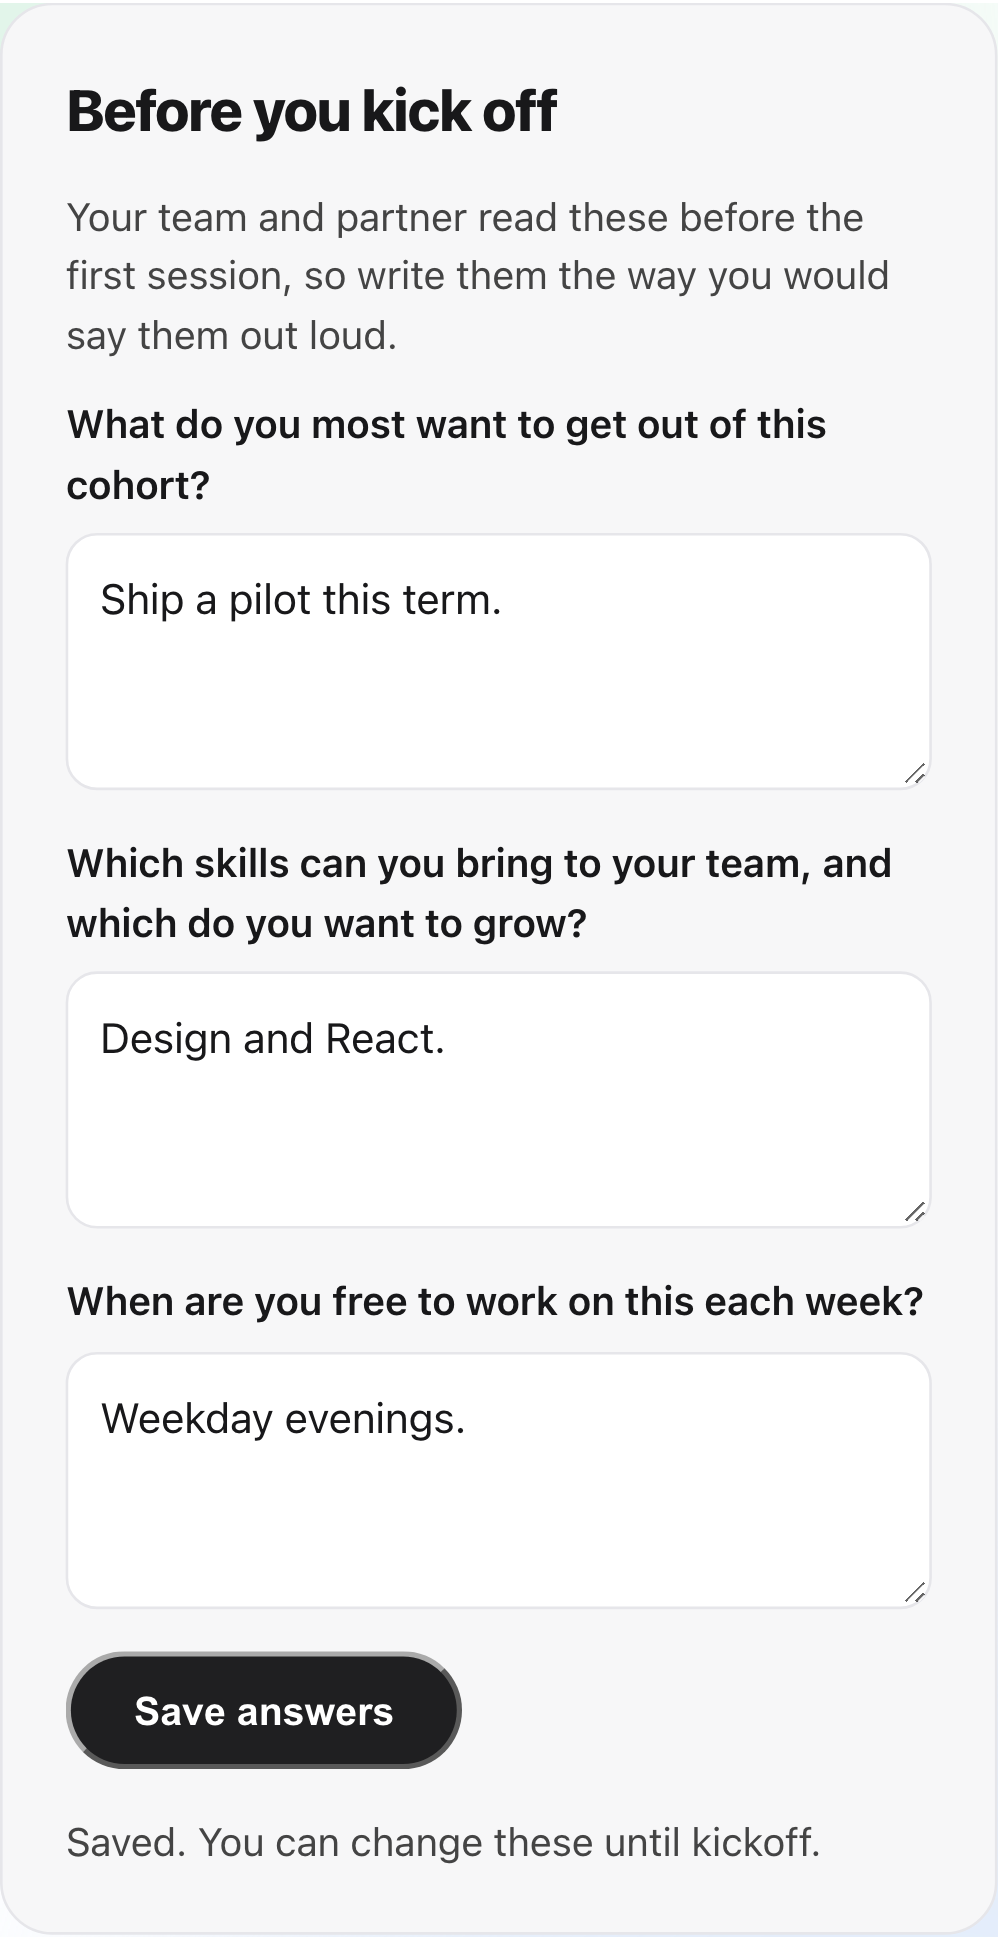 Before you kick off
Your team and partner read these before the
first session, so write them the way you would
say them out loud.
What do you most want to get out of this
cohort?
Ship a pilot this term.
Which skills can you bring to your team, and
which do you want to grow?
Design and React.
When are you free to work on this each week?
Weekday evenings.
Save answers
Saved. You can change these until kickoff.